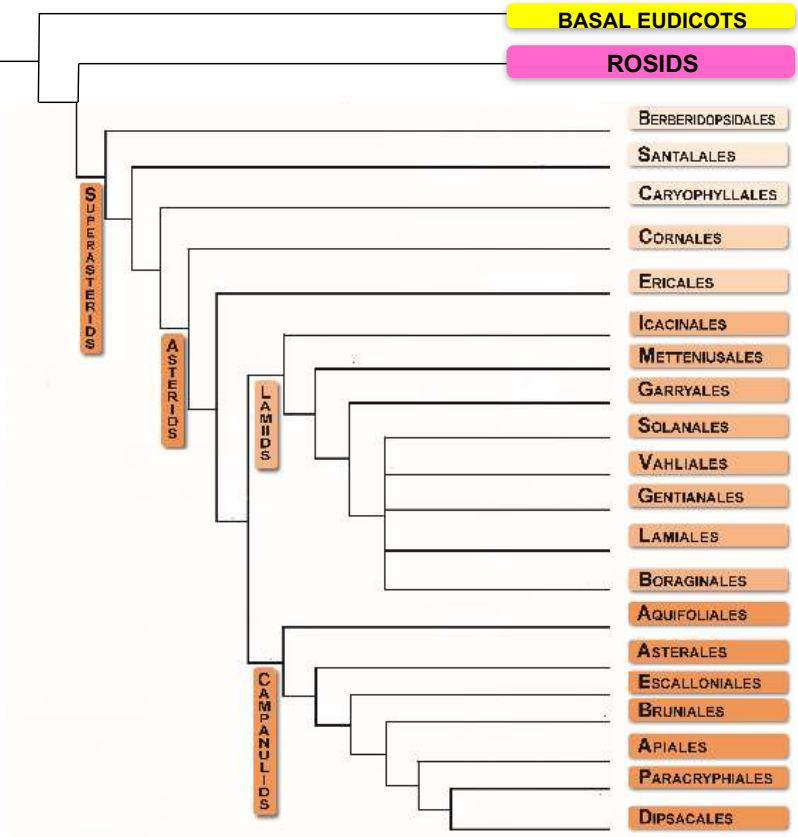 BASAL EUDICOTS
ROSIDS
BERBERIDOPSIDALES
SANTALALES
CARYOPHYLLALES
CORNALES
ERICALES
ICACINALES
METTENIUSALES
GARRYALES
SOLANALES
VAHLIALES
GENTIANALES
LAMIALES
BORAGINALES
AQUIFOLIALES
ASTERALES
ESCALLONIALES
BRUNIALES
APIALES
PARACRYPHIALES
DIPSACALES
SUPERASTERIDS
ASTERIDS
LAMIIDS
CAMPANULIDS